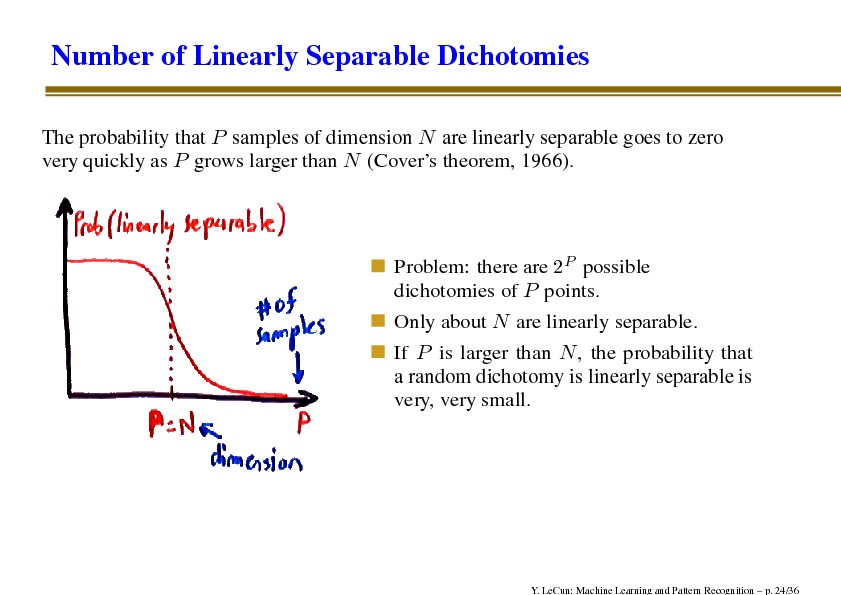 Number of Linearly Separable Dichotomies
The probability that P samples of dimension N are linearly separable goes to zero
very quickly as P grows larger than N (Cover's theorem, 1966).
Prob(linearly separable)
# of
samples
P=N
P
dimension
Problem: there are 2^P possible
dichotomies of P points.
Only about N are linearly separable.
If P is larger than N, the probability that
a random dichotomy is linearly separable is
very, very small.
Y. LeCun: Machine Learning and Pattern Recognition – p. 24/36